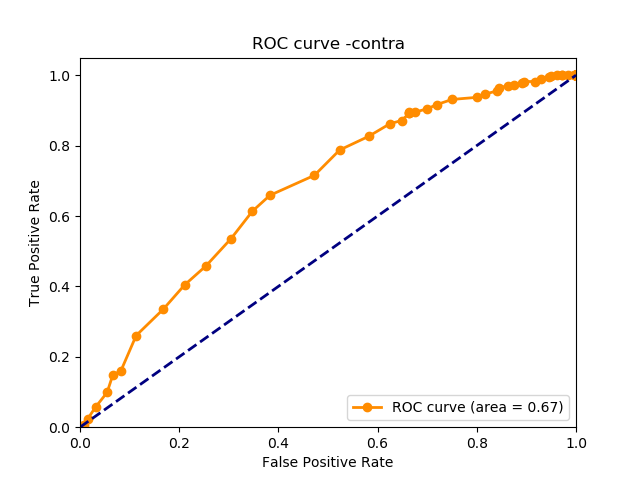 ROC curve -contra
True Positive Rate
1.0
0.8
0.6
0.4
0.2
0.0
ROC curve (area = 0.67)
0.0 0.2 0.4 0.6 0.8 1.0
False Positive Rate